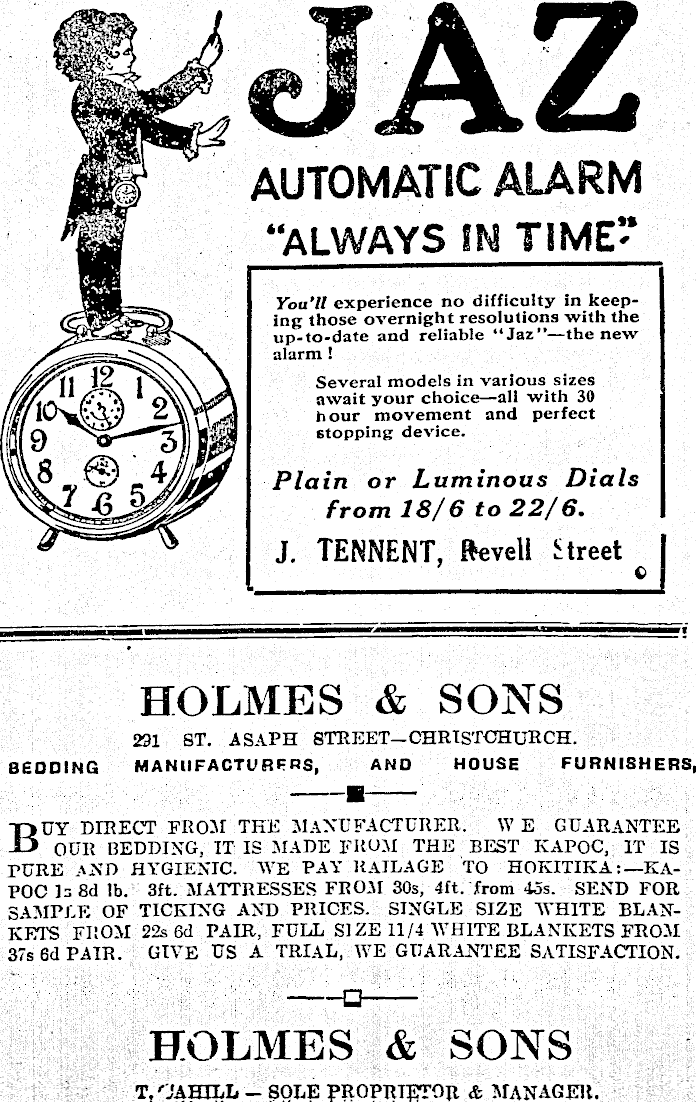 JAZ
AUTOMATIC ALARM
"ALWAYS IN TIME"
You'll experience no difficulty in keep-
ing those overnight resolutions with the
up-to-date and reliable "Jaz"—the new
alarm !
Several models in various sizes
await your choice—all with 30
hour movement and perfect
stopping device.
Plain or Luminous Dials
from 18/6 to 22/6.
J. TENNENT, Revell Street
12
1
2
3
4
5
6
7
8
9
10
11
HOLMES & SONS
291 ST. ASAPH STREET—CHRISTCHURCH.
BEDDING MANUFACTURERS, AND HOUSE FURNISHERS,
BUY DIRECT FROM THE MANUFACTURER. WE GUARANTEE
OUR BEDDING, IT IS MADE FROM THE BEST KAPOC, IT IS
PURE AND HYGIENIC. WE PAY RAILAGE TO HOKITIKA:—KA-
POC 1s 8d lb. 3ft. MATTRESSES FROM 30s, 4ft. from 45s. SEND FOR
SAMPLE OF TICKING AND PRICES. SINGLE SIZE WHITE BLAN-
KETS FROM 22s 6d PAIR, FULL SIZE 11/4 WHITE BLANKETS FROM
37s 6d PAIR. GIVE US A TRIAL, WE GUARANTEE SATISFACTION.
HOLMES & SONS
T. CAHILL — SOLE PROPRIETOR & MANAGER.